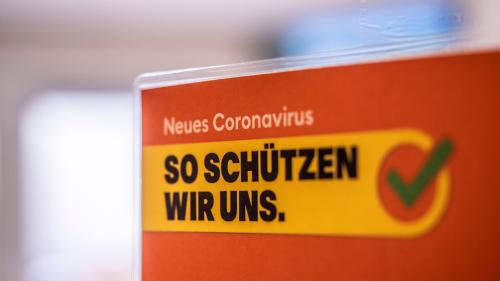 Neues Coronavirus
SO SCHÜTZEN
WIR UNS.